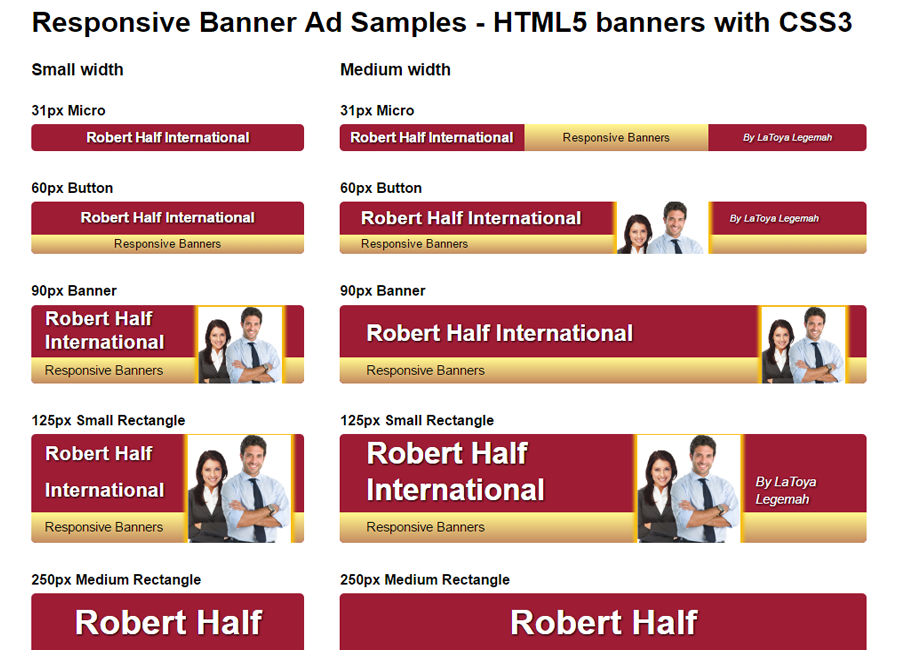 Responsive Banner Ad Samples - HTML5 banners with CSS3
Small width
Medium width
31px Micro
31px Micro
Robert Half International
Robert Half International
Responsive Banners
By LaToya Legemah
60px Button
60px Button
Robert Half International
Responsive Banners
Robert Half International
Responsive Banners
By LaToya Legemah
90px Banner
90px Banner
Robert Half
International
Responsive Banners
Robert Half International
Responsive Banners
125px Small Rectangle
125px Small Rectangle
Robert Half
International
Responsive Banners
Robert Half
International
Responsive Banners
By LaToya
Legemah
250px Medium Rectangle
250px Medium Rectangle
Robert Half
Robert Half